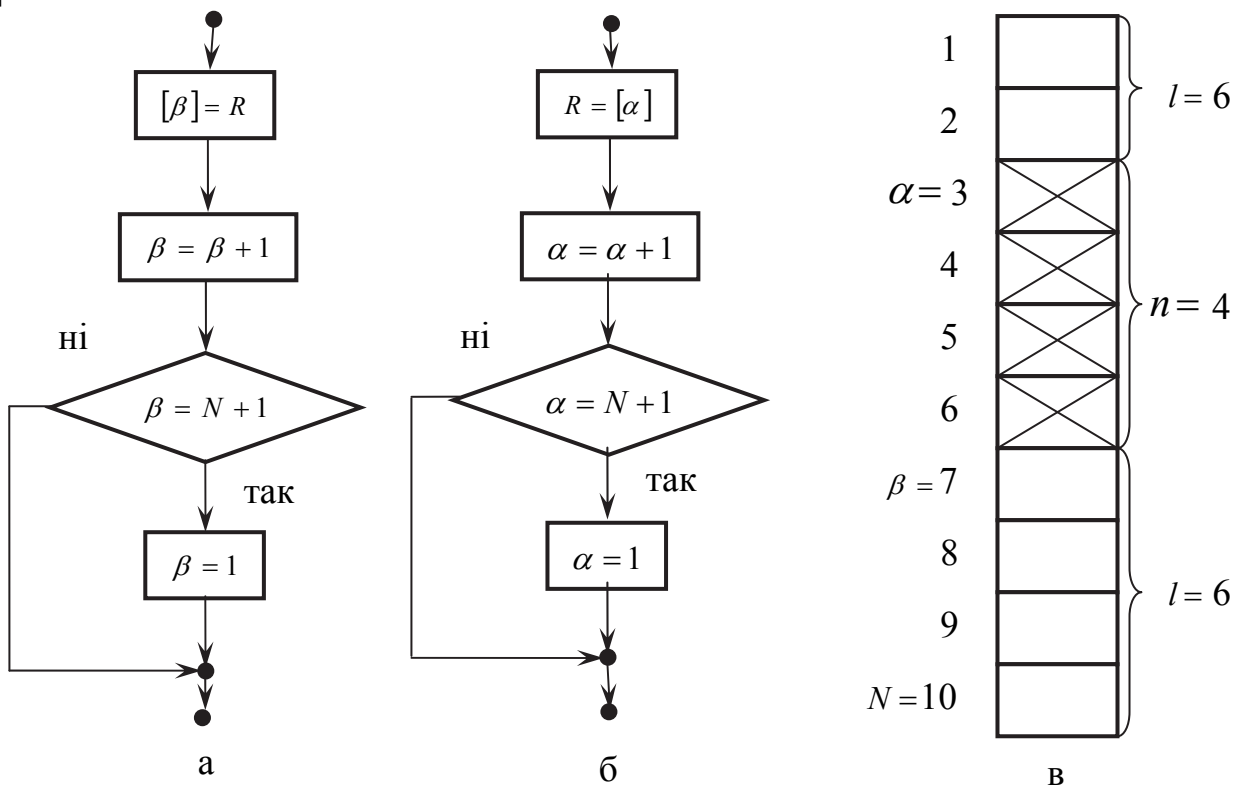 [β]= R
β = β + 1
ні
β = N + 1
так
β = 1
а
R = [α]
α = α + 1
ні
α = N + 1
так
α = 1
б
1
2
α = 3
4
5
6
β = 7
8
9
N = 10
l = 6
n = 4
l = 6
в